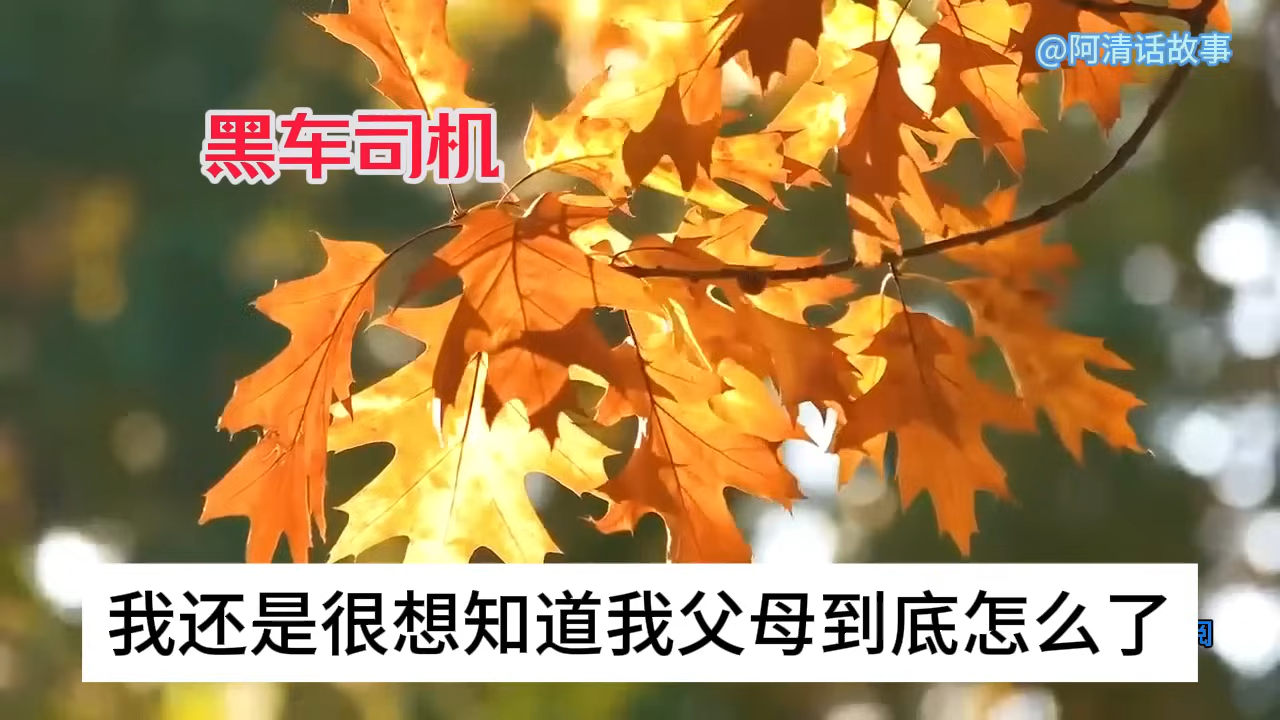 @阿清话故事
黑车司机
我还是很想知道我父母到底怎么了